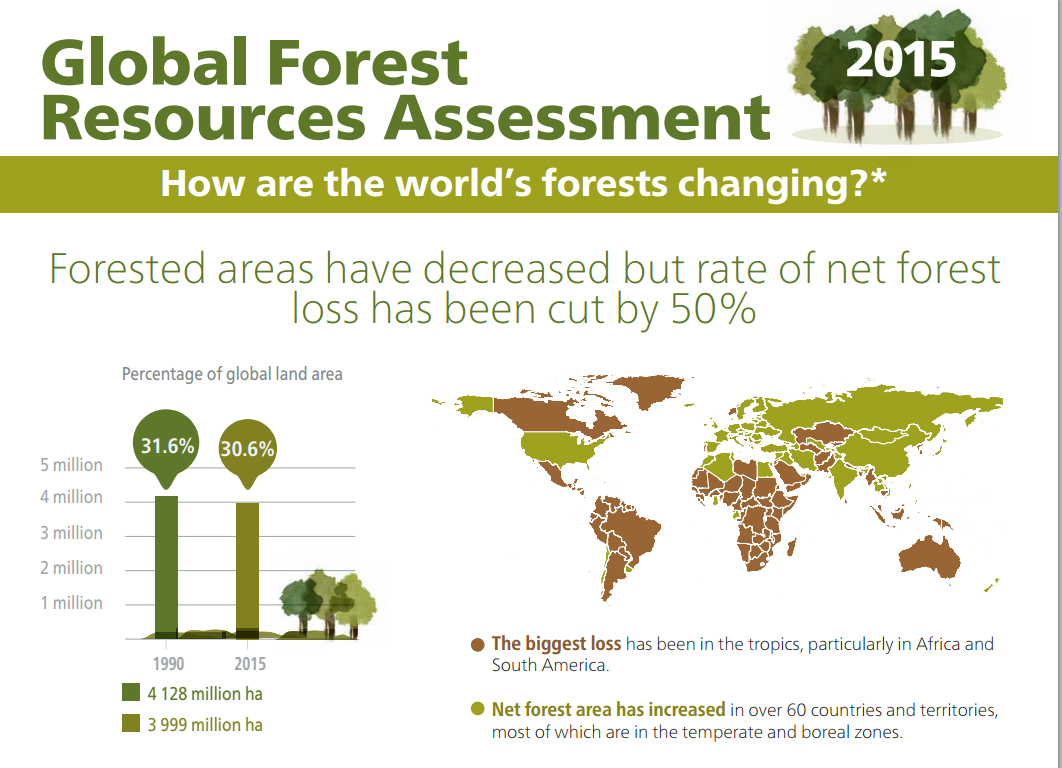 Global Forest
Resources Assessment
2015
How are the world's forests changing?*
Forested areas have decreased but rate of net forest
loss has been cut by 50%
Percentage of global land area
31.6%
30.6%
5 million
4 million
3 million
2 million
1 million
1990
2015
4 128 million ha
3 999 million ha
The biggest loss has been in the tropics, particularly in Africa and
South America.
Net forest area has increased in over 60 countries and territories,
most of which are in the temperate and boreal zones.